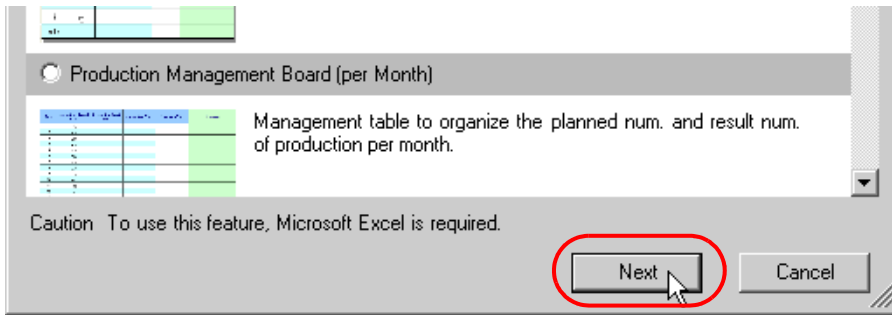 Production Management Board (per Month)
Management table to organize the planned num. and result num.
of production per month.
Caution To use this feature, Microsoft Excel is required.
Next
Cancel